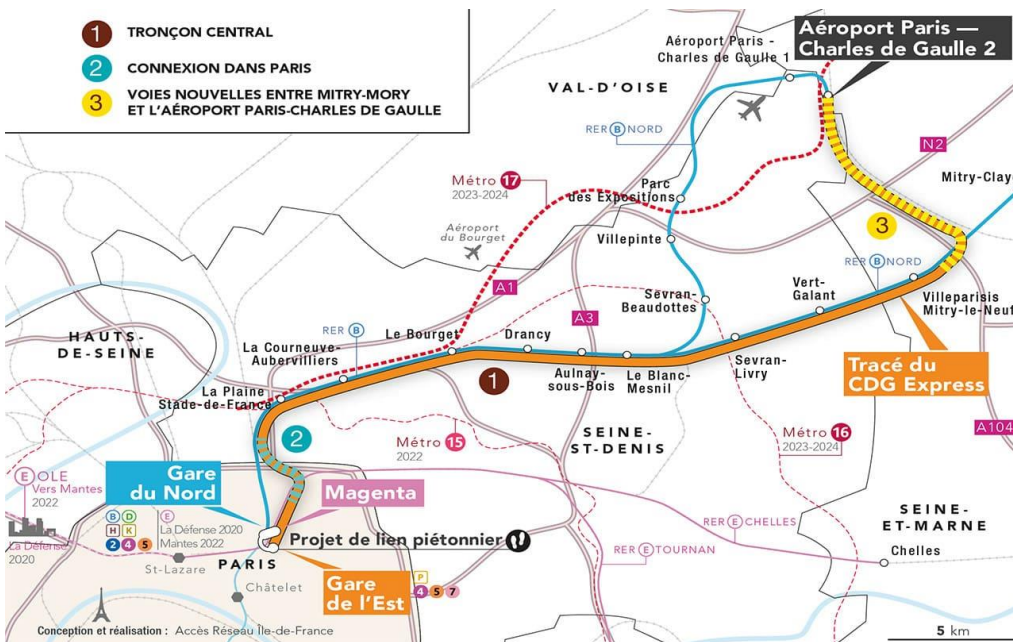 1 TRONÇON CENTRAL
2 CONNEXION DANS PARIS
3 VOIES NOUVELLES ENTRE MITRY-MORY
ET L'AÉROPORT PARIS-CHARLES DE GAULLE
Aéroport Paris —
Charles de Gaulle 2
Aéroport Paris -
Charles de Gaulle 1
VAL-D'OISE
RER B NORD
N2
Mitry-Claye
Métro 17
2023-2024
Parc
des Expositions
Aéroport
du Bourget
Villepinte
3
RER B NORD
A1
Sevran-
Beaudottes
Vert-
Galant
Villeparisis
Mitry-le-Neuf
HAUTS-
DE-SEINE
RER B
Le Bourget
Drancy
A3
La Courneuve-
Aubervilliers
1
Aulnay-
sous-Bois
Le Blanc-
Mesnil
Sevran-
Livry
Tracé du
CDG Express
La Plaine
Stade-de-France
2
Métro 15
2022
SEINE-
ST-DENIS
Métro 16
2023-2024
A104
E OLE
Vers Mantes
2022
Gare
du Nord
Magenta
B D
H K
2 4 5
E
La Défense 2020
Mantes 2022
La Défense
2020
St-Lazare
PARIS
Projet de lien piétonnier
RER E CHELLES
RER E TOURNAN
SEINE-
ET-MARNE
Chelles
Châtelet
Gare
de l'Est
P
4 5 7
Conception et réalisation : Accès Réseau Île-de-France
5 km